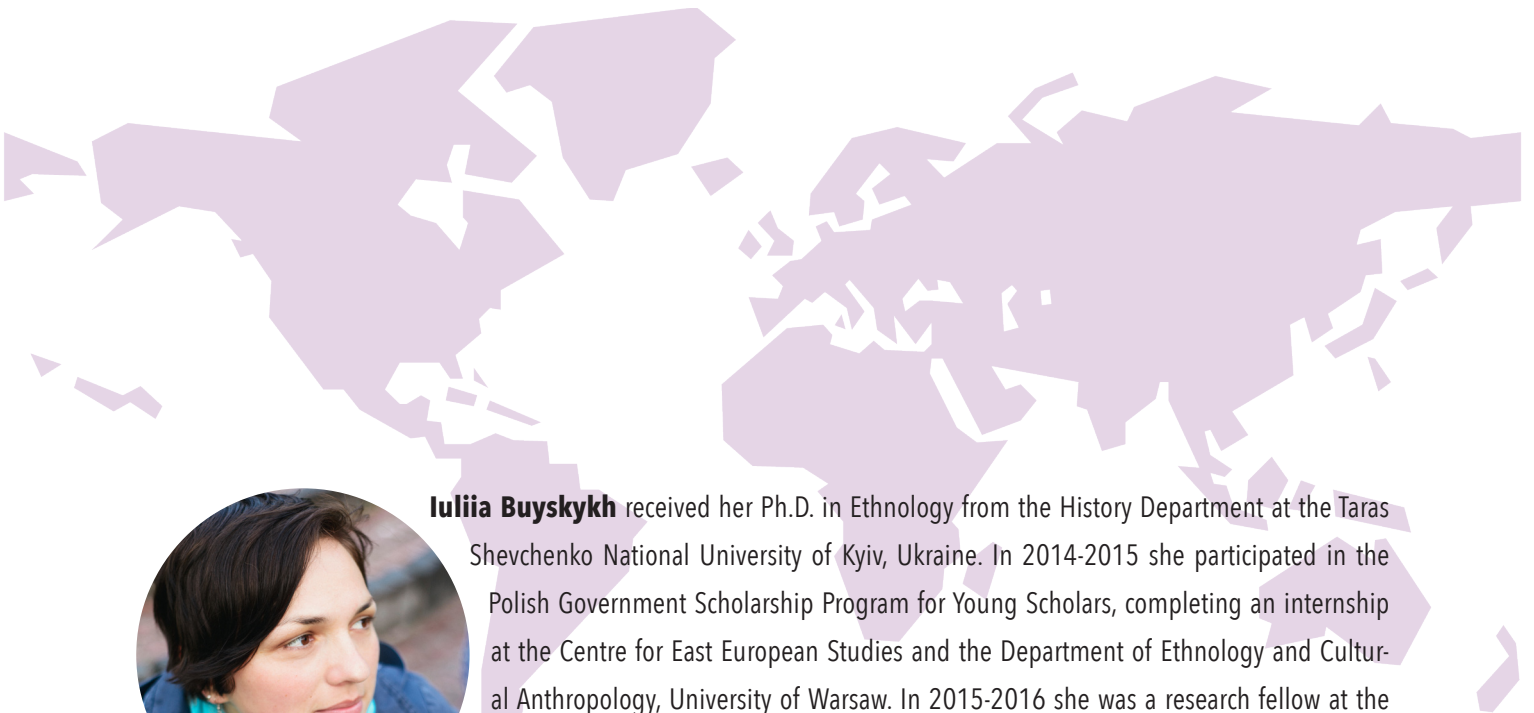 Iuliia Buyskykh received her Ph.D. in Ethnology from the History Department at the Taras
Shevchenko National University of Kyiv, Ukraine. In 2014-2015 she participated in the
Polish Government Scholarship Program for Young Scholars, completing an internship
at the Centre for East European Studies and the Department of Ethnology and Cultur-
al Anthropology, University of Warsaw. In 2015-2016 she was a research fellow at the